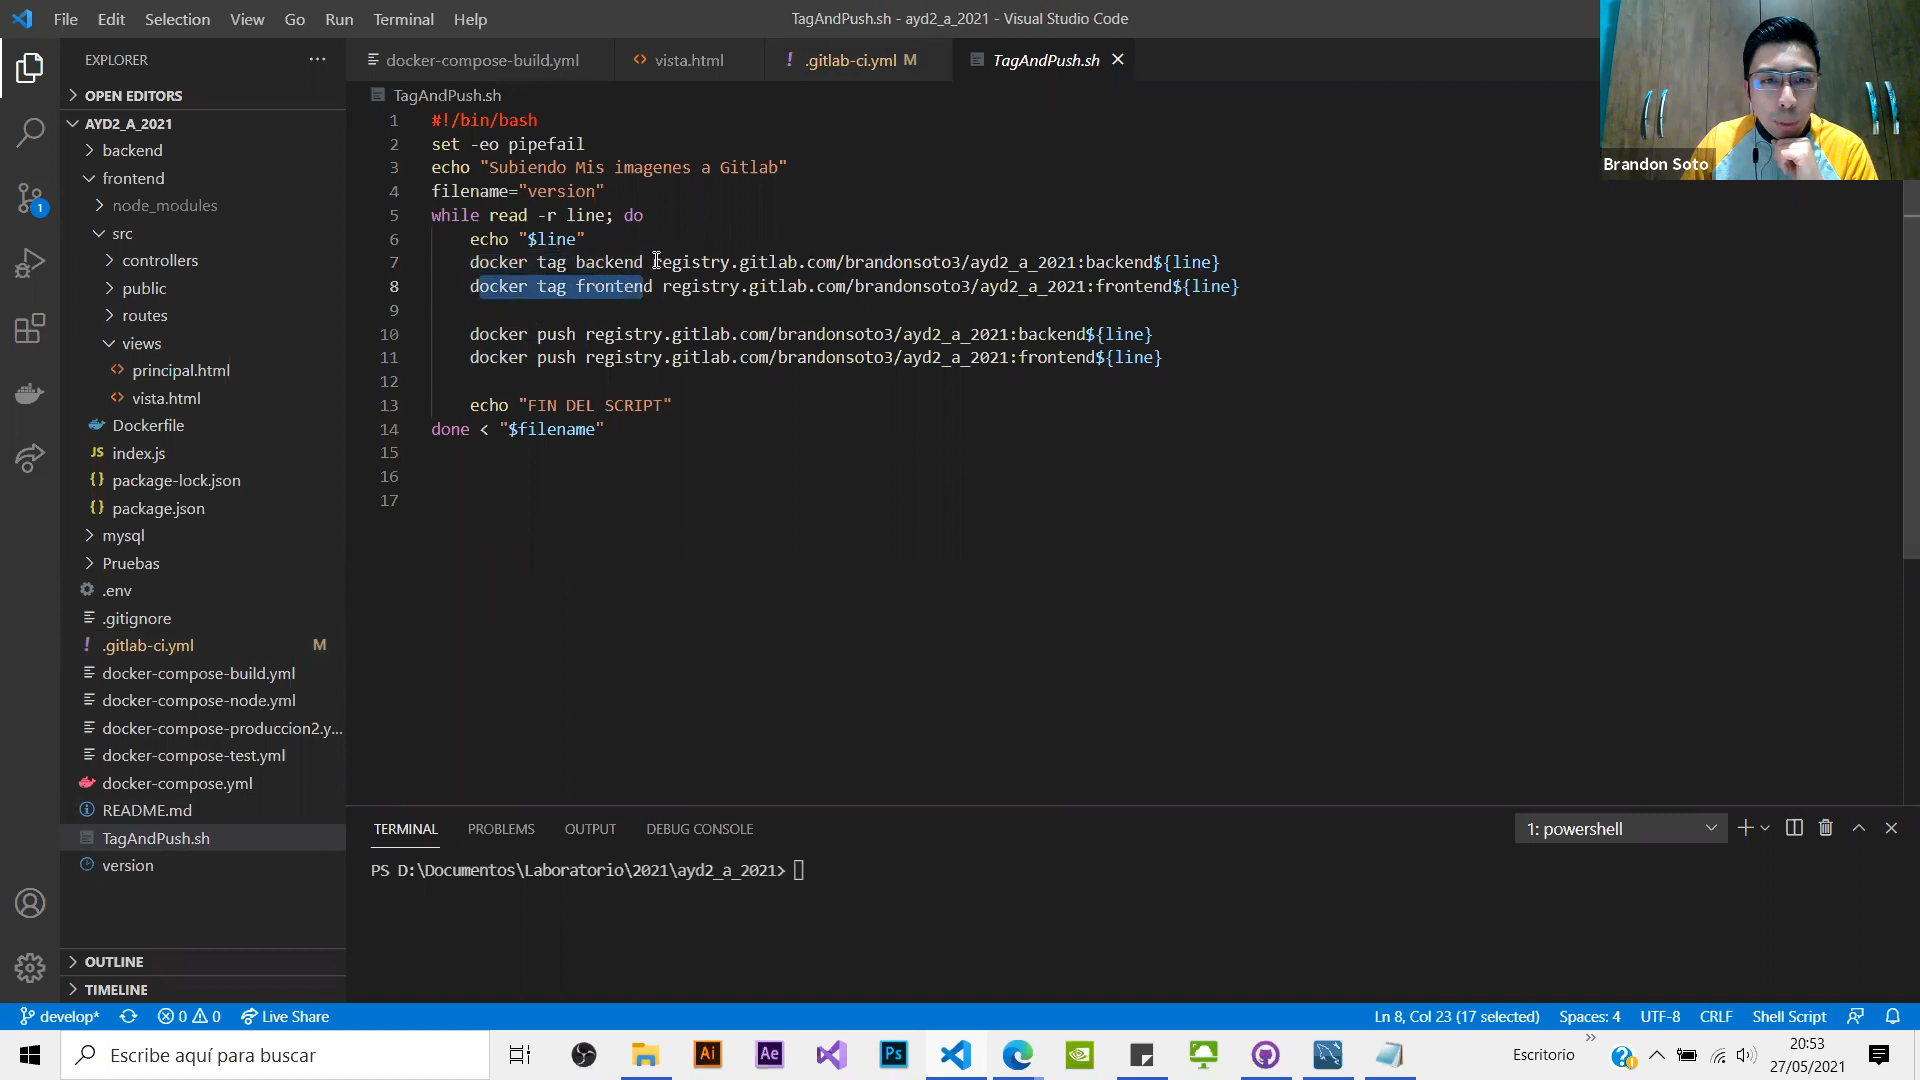 File Edit Selection View Go Run Terminal Help
TagAndPush.sh - ayd2_a_2021 - Visual Studio Code
EXPLORER
docker-compose-build.yml
vista.html
.gitlab-ci.yml M
TagAndPush.sh
OPEN EDITORS
AYD2_A_2021
backend
frontend
node_modules
src
controllers
public
routes
views
principal.html
vista.html
Dockerfile
JS index.js
{} package-lock.json
{} package.json
mysql
Pruebas
.env
.gitignore
.gitlab-ci.yml M
docker-compose-build.yml
docker-compose-node.yml
docker-compose-produccion2.y...
docker-compose-test.yml
docker-compose.yml
README.md
TagAndPush.sh
version
OUTLINE
TIMELINE
1
TagAndPush.sh
1 #!/bin/bash
2 set -eo pipefail
3 echo "Subiendo Mis imagenes a Gitlab"
4 filename="version"
5 while read -r line; do
6 echo "$line"
7 docker tag backend registry.gitlab.com/brandonsoto3/ayd2_a_2021:backend${line}
8 docker tag frontend registry.gitlab.com/brandonsoto3/ayd2_a_2021:frontend${line}
9
10 docker push registry.gitlab.com/brandonsoto3/ayd2_a_2021:backend${line}
11 docker push registry.gitlab.com/brandonsoto3/ayd2_a_2021:frontend${line}
12
13 echo "FIN DEL SCRIPT"
14 done < "$filename"
15
16
17
Brandon Soto
TERMINAL PROBLEMS OUTPUT DEBUG CONSOLE
1: powershell
PS D:\Documentos\Laboratorio\2021\ayd2_a_2021>
develop* 0 0 Live Share
Ln 8, Col 23 (17 selected) Spaces: 4 UTF-8 CRLF Shell Script
Escribe aquí para buscar
Ai
Ae
Ps
Escritorio
20:53
27/05/2021